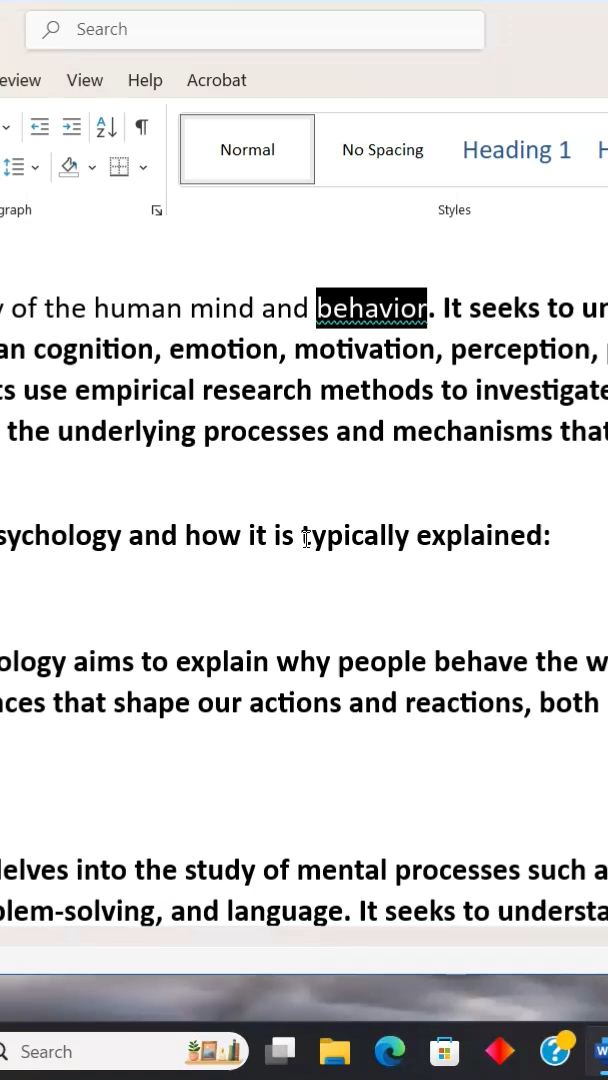 Search
eview View Help Acrobat
Normal No Spacing Heading 1 H
graph Styles
y of the human mind and behavior. It seeks to un
an cognition, emotion, motivation, perception,
ts use empirical research methods to investigate
the underlying processes and mechanisms that
sychology and how it is typically explained:
ology aims to explain why people behave the w
nces that shape our actions and reactions, both
delves into the study of mental processes such a
blem-solving, and language. It seeks to understa
Search